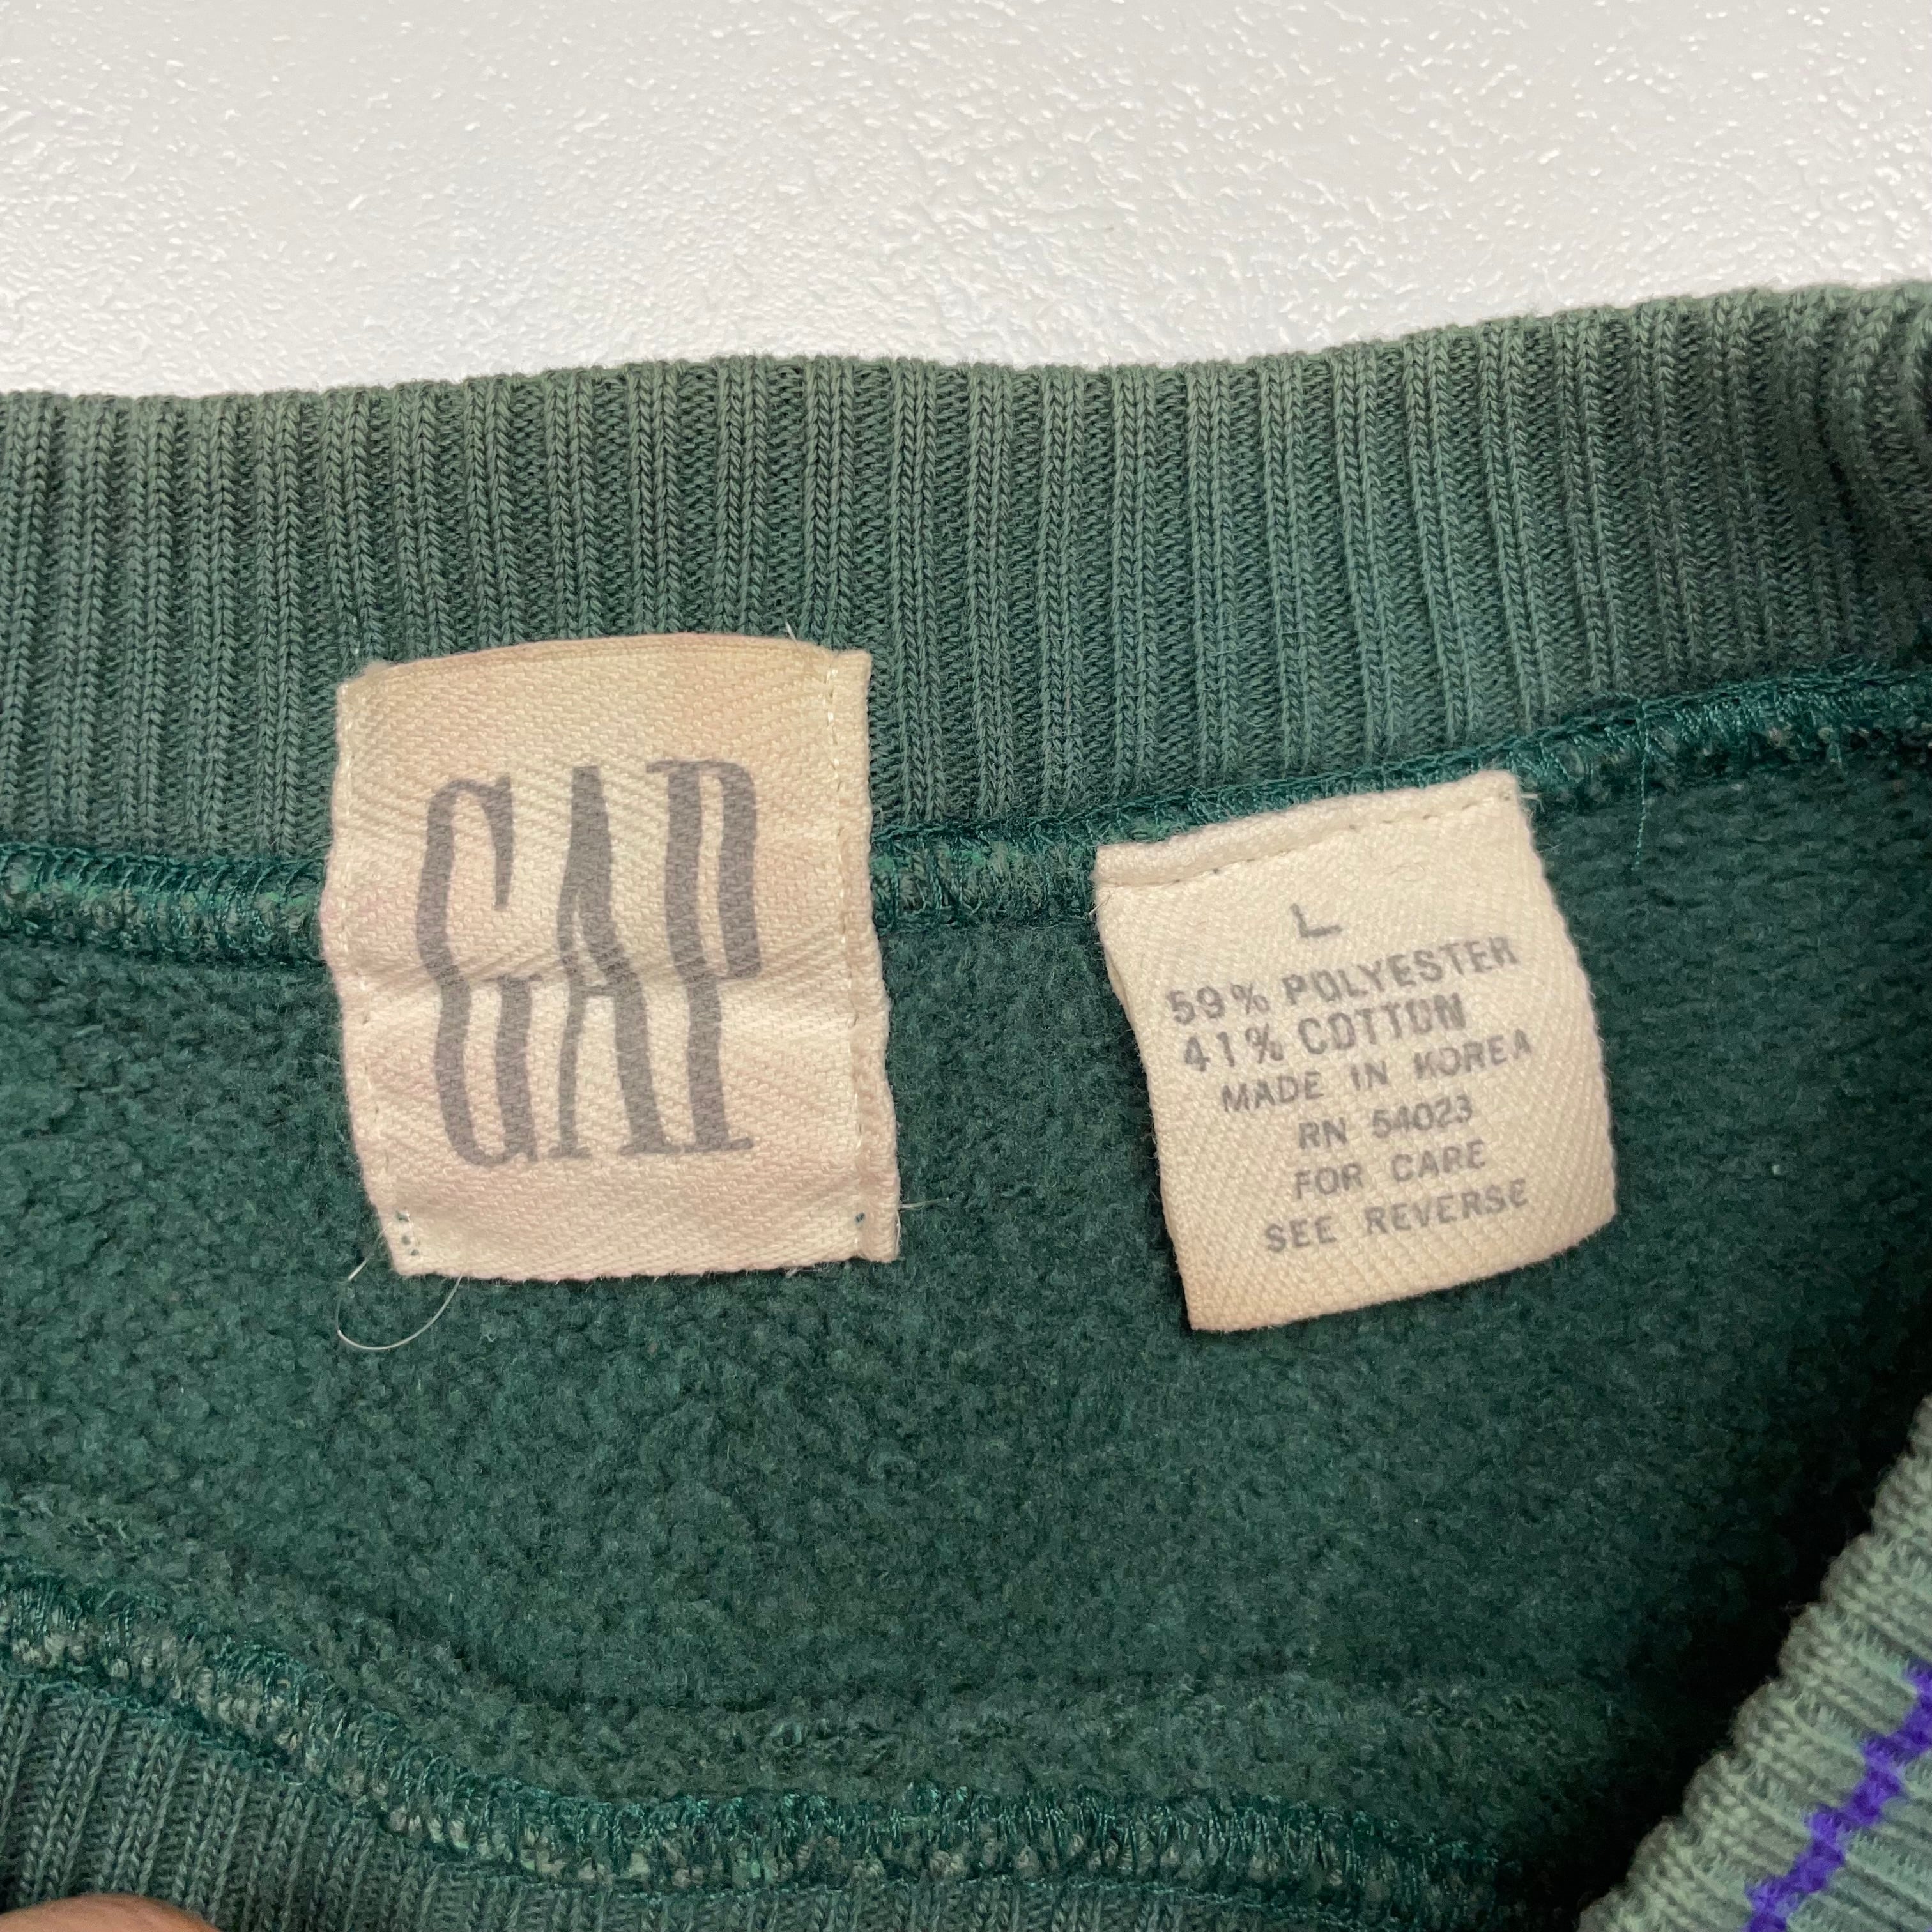 GAP
L
59% POLYESTER
41% COTTON
MADE IN KOREA
RN 54023
FOR CARE
SEE REVERSE